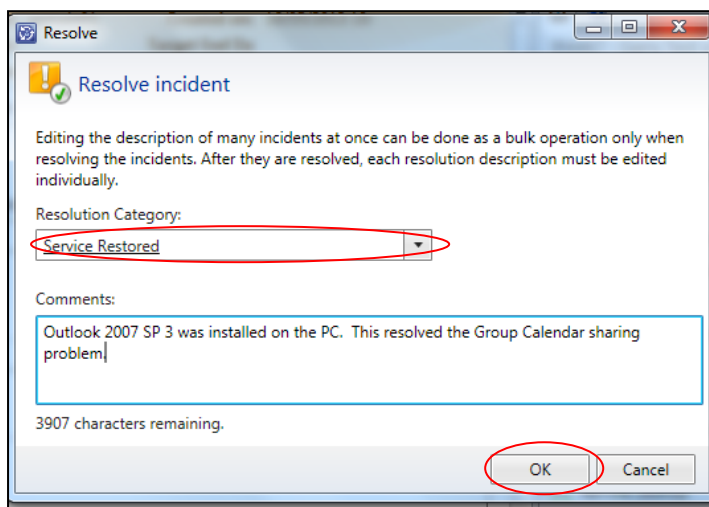 Resolve
Resolve incident
Editing the description of many incidents at once can be done as a bulk operation only when
resolving the incidents. After they are resolved, each resolution description must be edited
individually.
Resolution Category:
Service Restored
Comments:
Outlook 2007 SP 3 was installed on the PC.  This resolved the Group Calendar sharing
problem.
3907 characters remaining.
OK Cancel